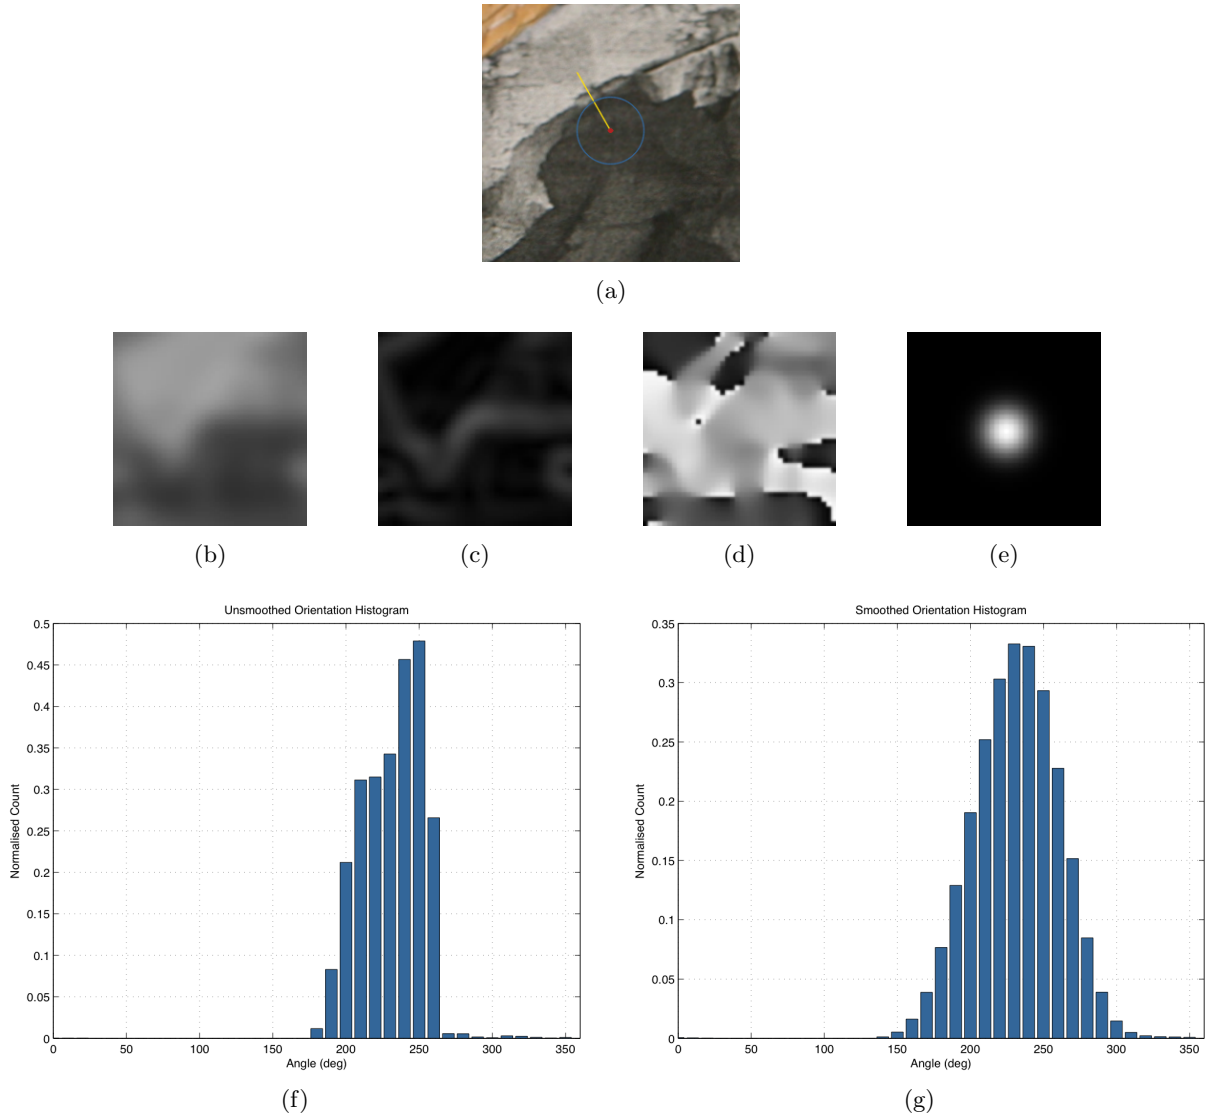 (a)
(b) (c) (d) (e)
Unsmoothed Orientation Histogram
0.5
0.45
0.4
0.35
0.3
0.25
0.2
0.15
0.1
0.05
0
Normalised Count
0 50 100 150 200 250 300 350
Angle (deg)
(f)
Smoothed Orientation Histogram
0.35
0.3
0.25
0.2
0.15
0.1
0.05
0
Normalised Count
0 50 100 150 200 250 300 350
Angle (deg)
(g)